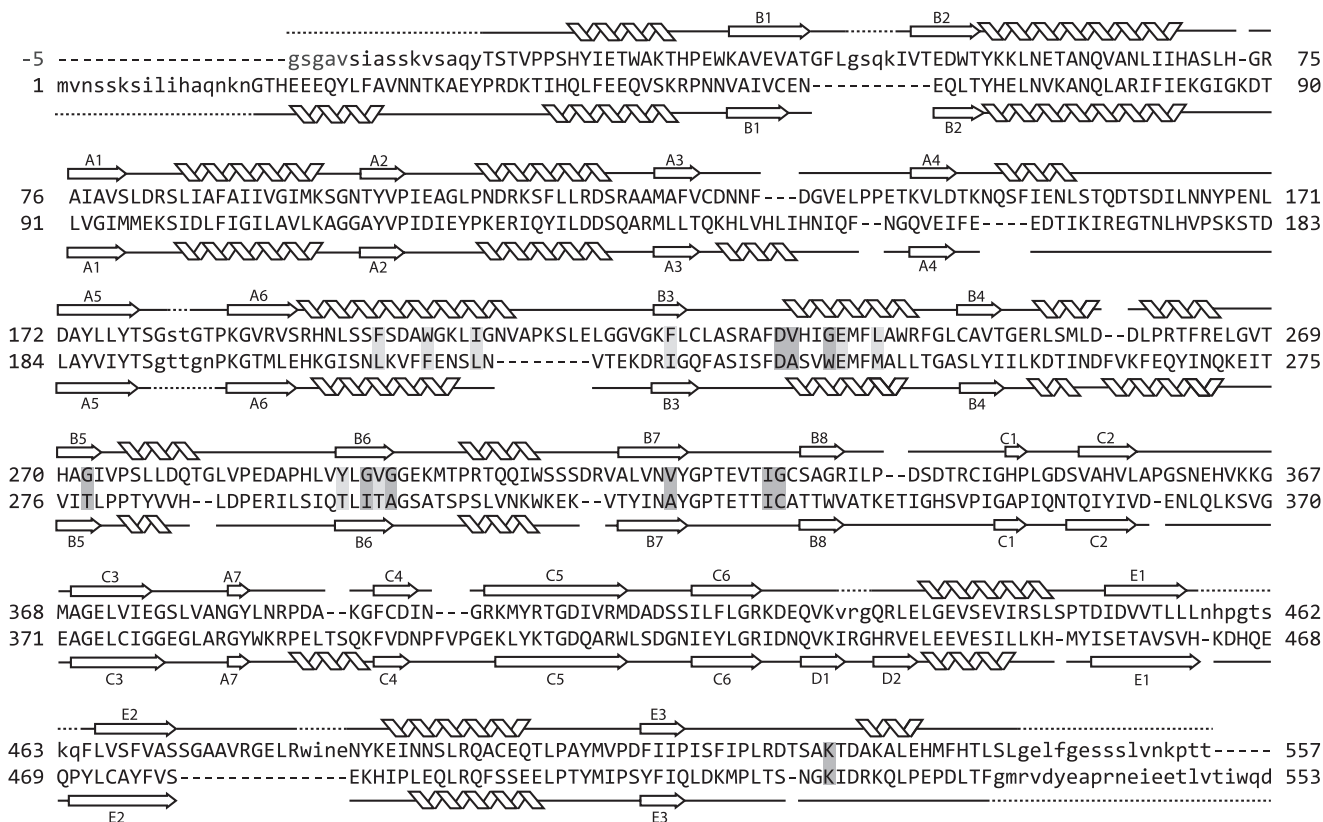 B1 B2
-5 -------------------gsgavsiasskvsaqyTSTVPPSHYIETWAKTHPEWKAVEVATGFLgsqkIVTEDWTYKKLNETANQVANLIIHASLH-GR 75
1 mvnssksilihaqnknGTHEEEQYLFAVNNTKAEYPRDKTIHQLFEEQVSKRPNNVAIVCEN----------EQLTYHELNVKANQLARIFIEKGIGKDT 90
B1 B2
A1 A2 A3 A4
76 AIAVSLDRSLIAFAIIVGIMKSGNTYVPIEAGLPNDRKSFLLRDSRAAMAFVCDNNF---DGVELPPETKVLDTKNQSFIENLSTQDTSDILNNYPENL 171
91 LVGIMMEKSIDLFIGILAVLKAGGAYVPIDIEYPKERIQYILDDSQARMLLTQKHLVHLIHNIQF--NGQVEIFE----EDTIKIREGTNLHVPSKSTD 183
A1 A2 A3 A4
A5 A6 B3 B4
172 DAYLLYTSGstGTPKGVRVSRHNLSSFSDAWGKLIGNVAPKSLELGGVGKFLCLASRAFDVHIGEMFLAWRFGLCAVTGERLSMLD--DLPRTFRELGVT 269
184 LAYVIYTSgttgnPKGTMLEHKGISNLKVFFENSLN--------VTEKDRIGQFASISFDASVWEMFMALLTGASLYIILKDTINDFVKFEQYINQKEIT 275
A5 A6 B3 B4
B5 B6 B7 B8 C1 C2
270 HAGIVPSLLDQTGLVPEDAPHLVYLGVGGEKMTPRTQQIWSSSDRVALVNVYGPTEVTIGCSAGRILP--DSDTRCIGHPLGDSVAHVLAPGSNEHVKKG 367
276 VITLPPTYVVH--LDPERILSIQTLITAGSATSPSLVNKWKEK--VTYINAYGPTETTICATTWVATKETIGHSVPIGAPIQNTQIYIVD-ENLQLKSVG 370
B5 B6 B7 B8 C1 C2
C3 A7 C4 C5 C6 E1
368 MAGELVIEGSLVANGYLNRPDA--KGFCDIN---GRKMYRTGDIVRMDADSSILFLGRKDEQVKvrgQRLELGEVSEVIRSLSPTDIDVVTLLLnhpgts 462
371 EAGELCIGGEGLARGYWKRPELTSQKFVDNPFVPGEKLYKTGDQARWLSDGNIEYLGRIDNQVKIRGHRVELEEVESILLKH-MYISETAVSVH-KDHQE 468
C3 A7 C4 C5 C6 D1 D2 E1
E2 E3
463 kqFLVSFVASSGAAVRGELRwineNYKEINNSLRQACEQTLPAYMVPDFIIPISFIPLRDTSAKTDAKALEHMFHTLSLgelfgessslvnkptt----- 557
469 QPYLCAYFVS--------------EKHIPLEQLRQFSSEELPTYMIPSYFIQLDKMPLTS-NGKIDRKQLPEPDLTFgmrvdyeaprneieetlvtiwqd 553
E2 E3